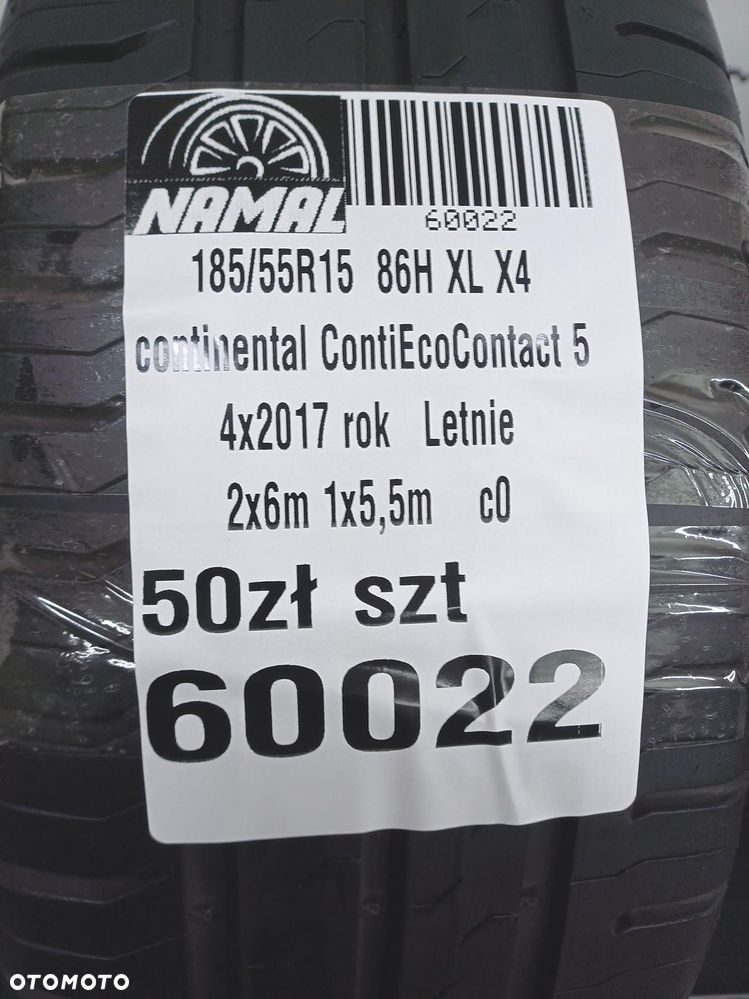 NAMAL
60022
185/55R15 86H XL X4
continental ContiEcoContact 5
4x2017 rok Letnie
2x6m 1x5,5m c0
50zł szt
60022
OTOMOTO